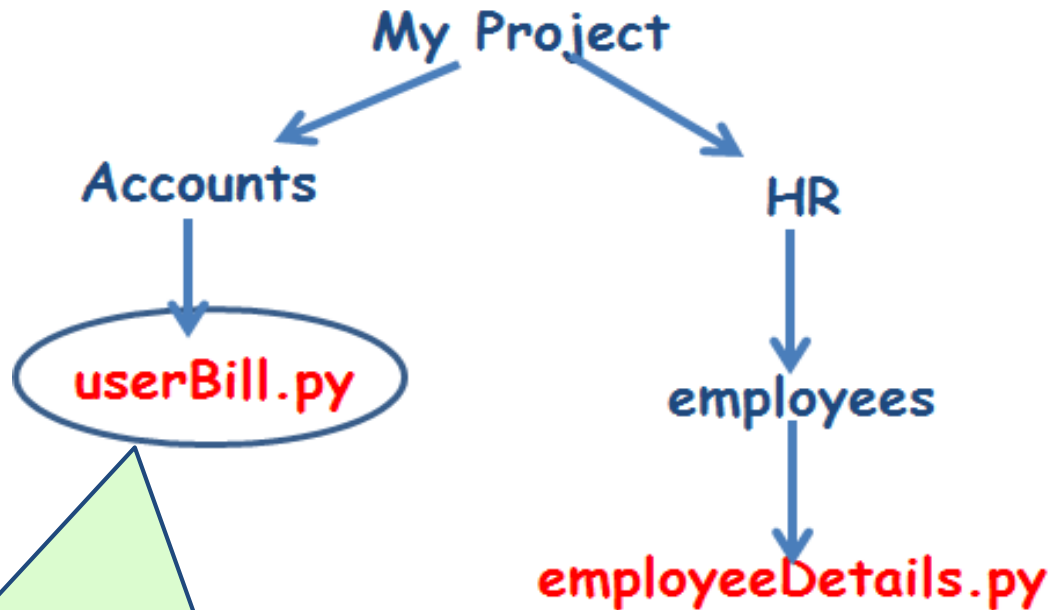 My Project
Accounts
HR
userBill.py
employees
employeeDetails.py